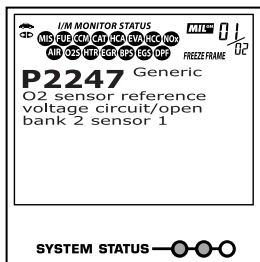 I/M MONITOR STATUS
MIL ON 01/02
MIS FUE CCM CAT HCA EVA HCC NOx
AIR O2S HTR EGR BPS EGS DPF
FREEZE FRAME
P2247 Generic
O2 sensor reference
voltage circuit/open
bank 2 sensor 1
SYSTEM STATUS